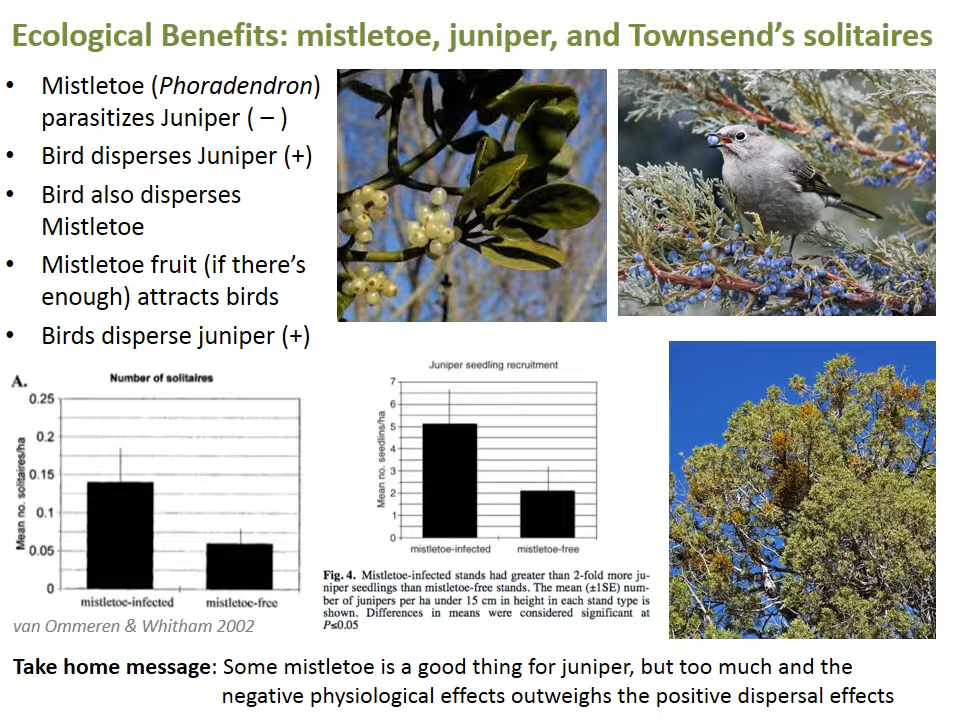 Ecological Benefits: mistletoe, juniper, and Townsend's solitaires
• Mistletoe (Phoradendron)
parasitizes Juniper ( – )
• Bird disperses Juniper (+)
• Bird also disperses
Mistletoe
• Mistletoe fruit (if there's
enough) attracts birds
• Birds disperse juniper (+)
A.
Number of solitaires
Mean no. solitaires/ha
0.25
0.2
0.15
0.1
0.05
0
mistletoe-infected mistletoe-free
van Ommeren & Whitham 2002
Juniper seedling recruitment
Mean no. seedlins/ha
7
6
5
4
3
2
1
0
mistletoe-infected mistletoe-free
Fig. 4. Mistletoe-infected stands had greater than 2-fold more ju-
niper seedlings than mistletoe-free stands. The mean (±1SE) num-
ber of junipers per ha under 15 cm in height in each stand type is
shown. Differences in means were considered significant at
P≤0.05
Take home message: Some mistletoe is a good thing for juniper, but too much and the
negative physiological effects outweighs the positive dispersal effects